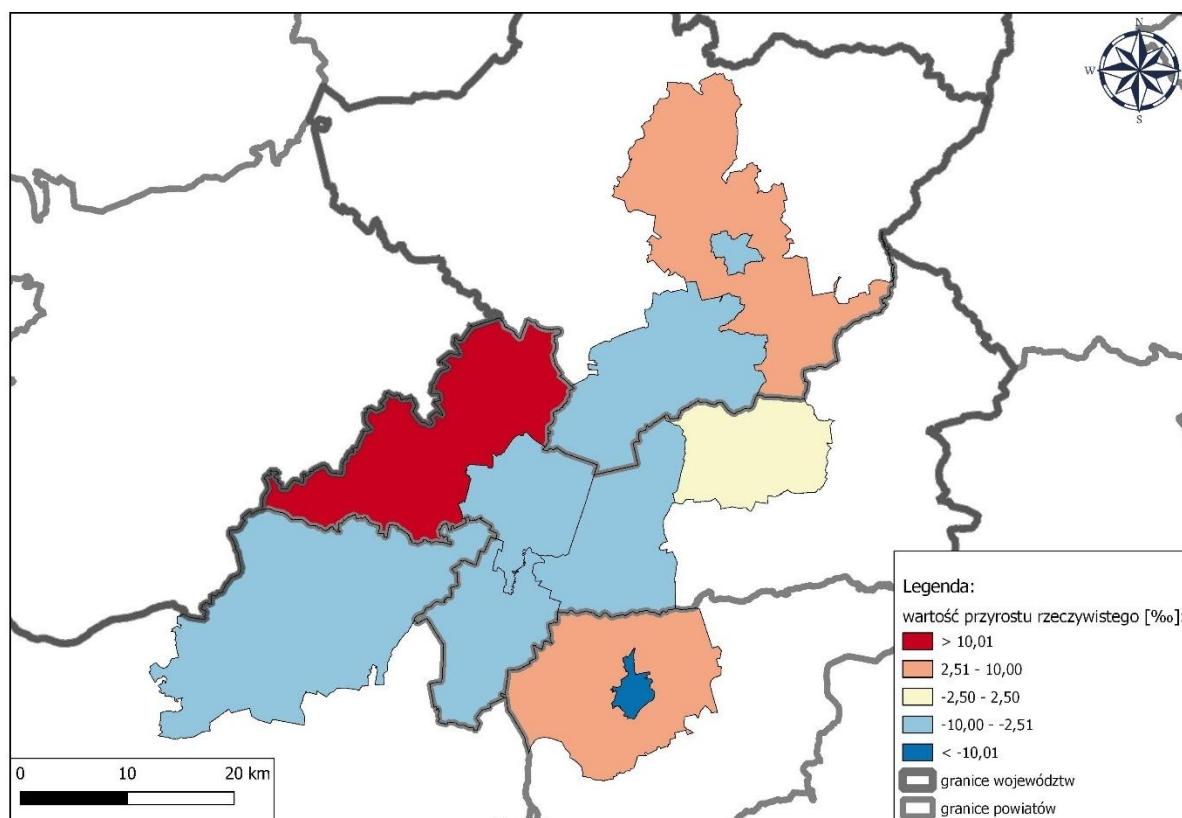 N
W
S
Legenda:
wartość przyrostu rzeczywistego [‰]:
> 10,01
2,51 - 10,00
-2,50 - 2,50
-10,00 - -2,51
< -10,01
granice województw
granice powiatów
0 10 20 km